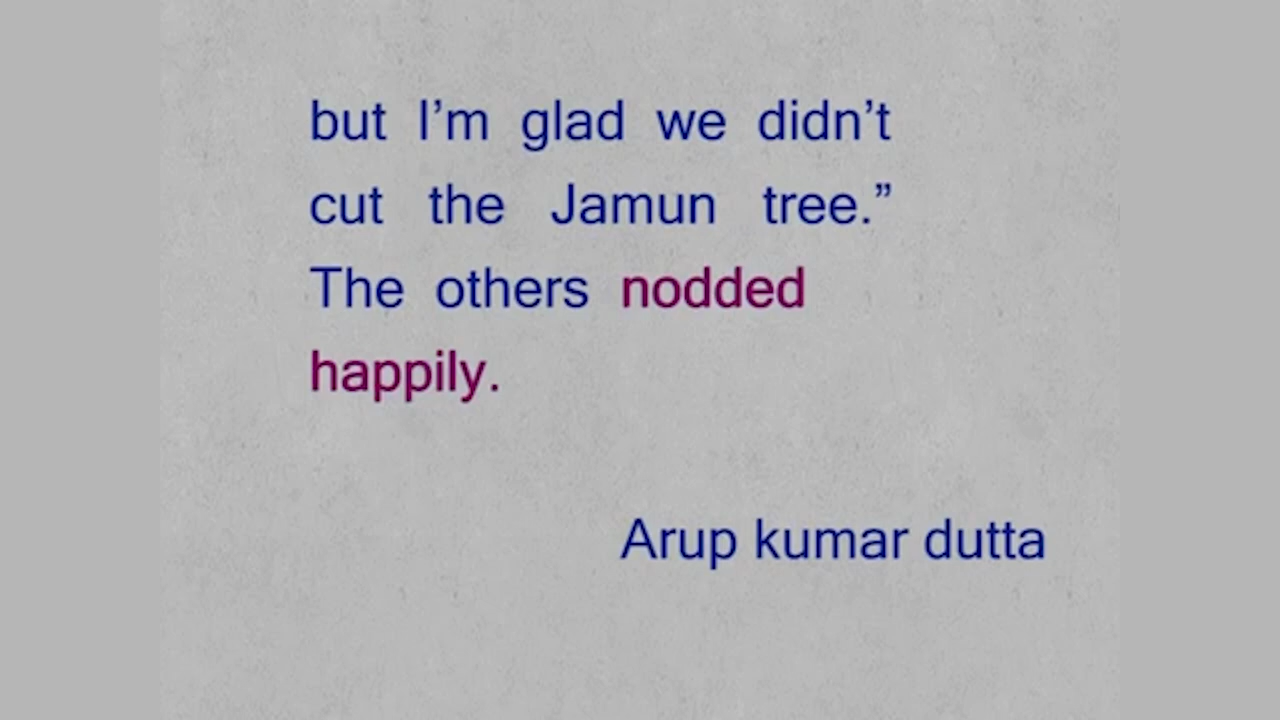 but I’m glad we didn’t
cut the Jamun tree.”
The others nodded
happily.
Arup kumar dutta